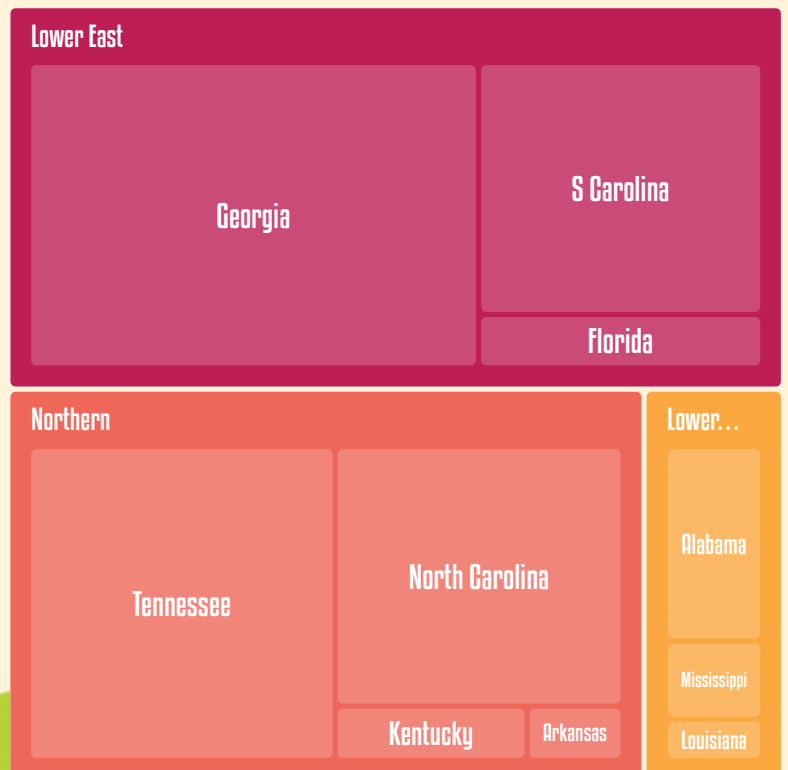 Lower East
Georgia
S Carolina
Florida
Northern
Tennessee
North Carolina
Kentucky
Arkansas
Lower...
Alabama
Mississippi
Louisiana